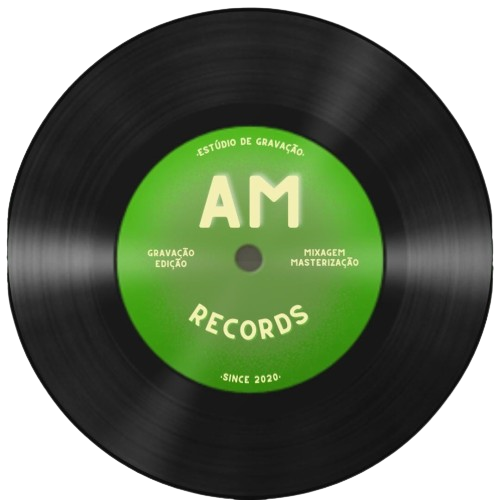 ·ESTÚDIO DE GRAVAÇÃO·
AM
GRAVAÇÃO
EDIÇÃO
MIXAGEM
MASTERIZAÇÃO
RECORDS
·SINCE 2020·